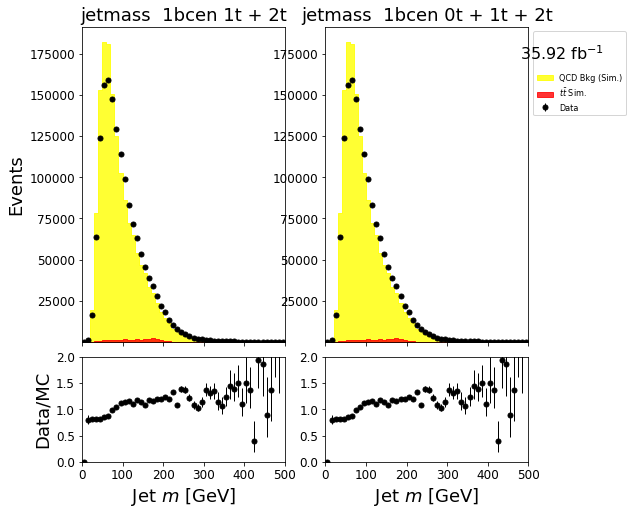 jetmass 1bcen 1t + 2t
jetmass 1bcen 0t + 1t + 2t
Events
175000
150000
125000
100000
75000
50000
25000
175000
150000
125000
100000
75000
50000
25000
35.92 fb⁻¹
QCD Bkg (Sim.)
tt̄ Sim.
Data
Data/MC
2.0
1.5
1.0
0.5
0.0
0 100 200 300 400 500
Jet m [GeV]
2.0
1.5
1.0
0.5
0.0
0 100 200 300 400 500
Jet m [GeV]